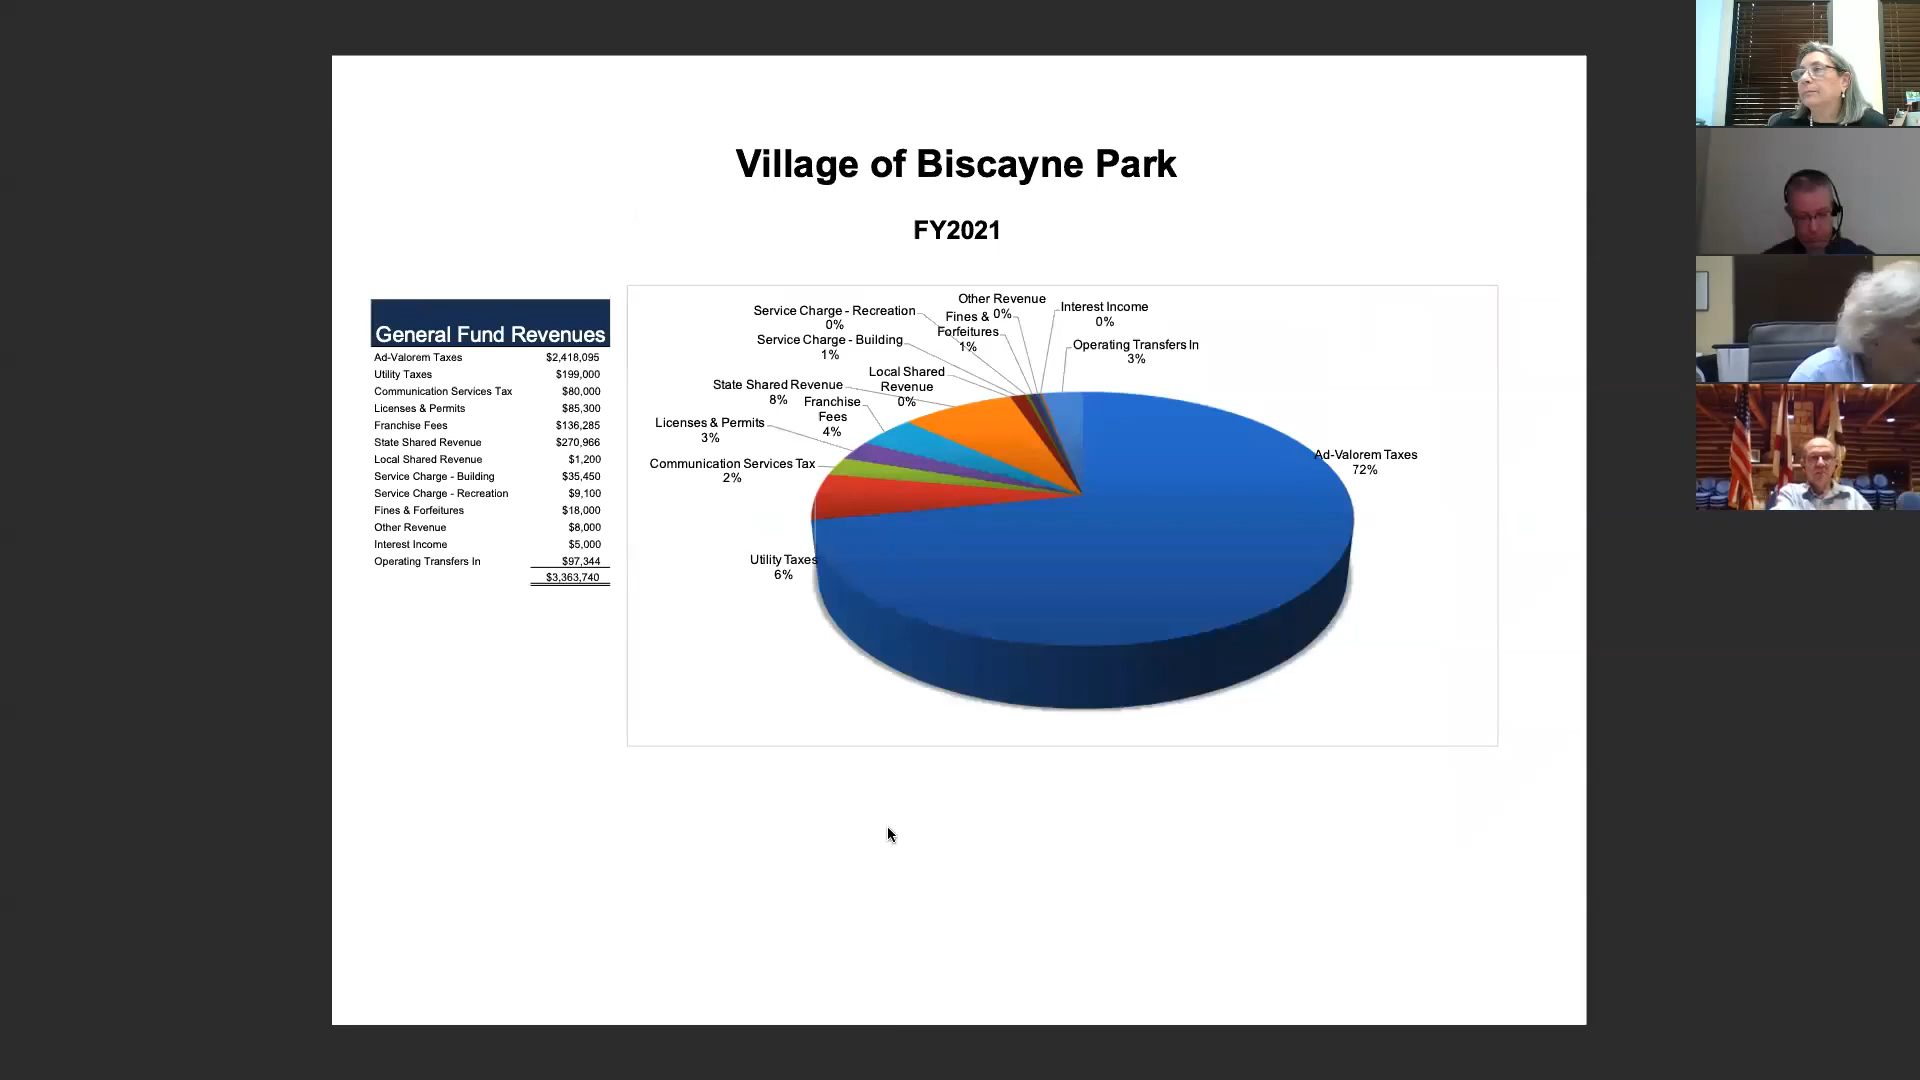 Village of Biscayne Park
FY2021
General Fund Revenues
Ad-Valorem Taxes $2,418,095
Utility Taxes $199,000
Communication Services Tax $80,000
Licenses & Permits $85,300
Franchise Fees $136,285
State Shared Revenue $270,966
Local Shared Revenue $1,200
Service Charge - Building $35,450
Service Charge - Recreation $9,100
Fines & Forfeitures $18,000
Other Revenue $8,000
Interest Income $5,000
Operating Transfers In $97,344
$3,363,740
Other Revenue
0%
Interest Income
0%
Service Charge - Recreation
0%
Fines &
Forfeitures
1%
Service Charge - Building
1%
Operating Transfers In
3%
Local Shared
Revenue
0%
State Shared Revenue
8%
Franchise
Fees
4%
Licenses & Permits
3%
Communication Services Tax
2%
Ad-Valorem Taxes
72%
Utility Taxes
6%